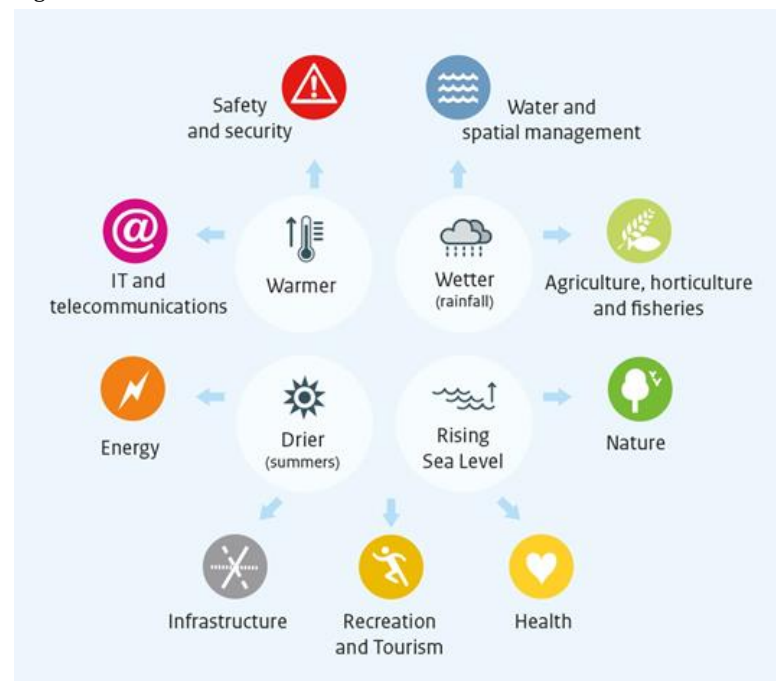 Safety
and security
Water and
spatial management
@
IT and
telecommunications
Warmer
Wetter
(rainfall)
Agriculture, horticulture
and fisheries
Energy
Drier
(summers)
Rising
Sea Level
Nature
Infrastructure
Recreation
and Tourism
Health